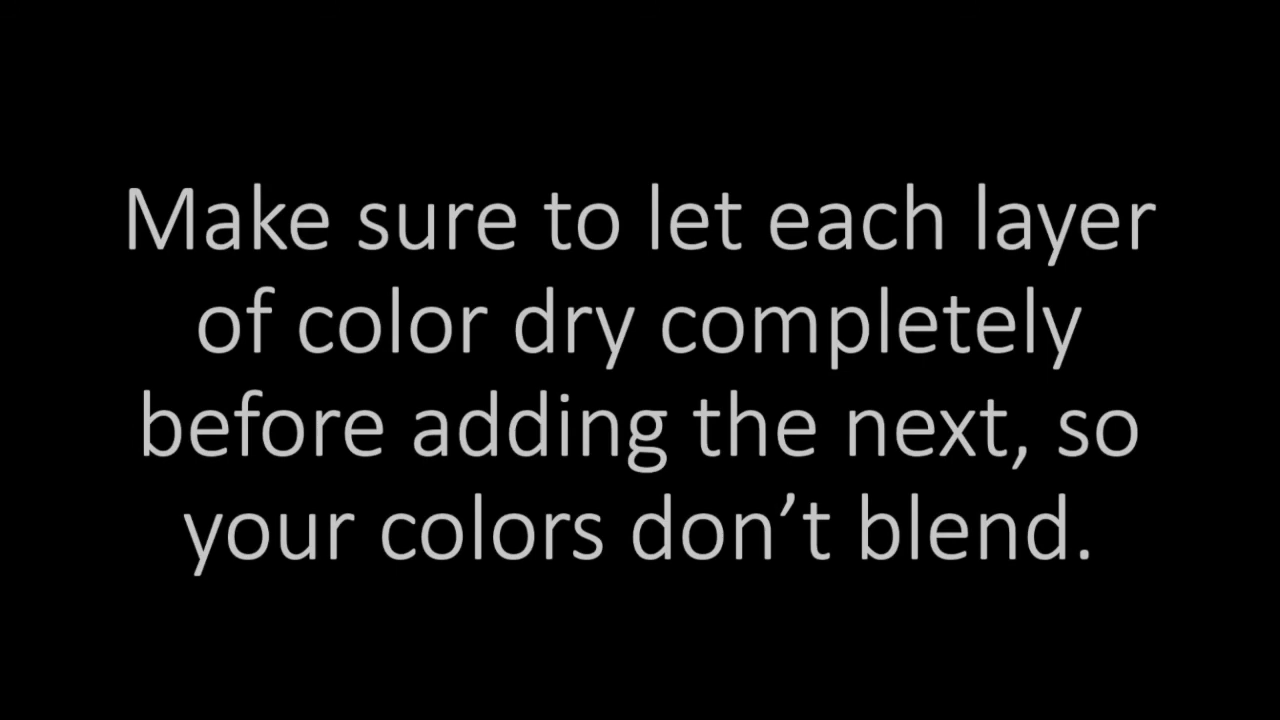 Make sure to let each layer
of color dry completely
before adding the next, so
your colors don’t blend.